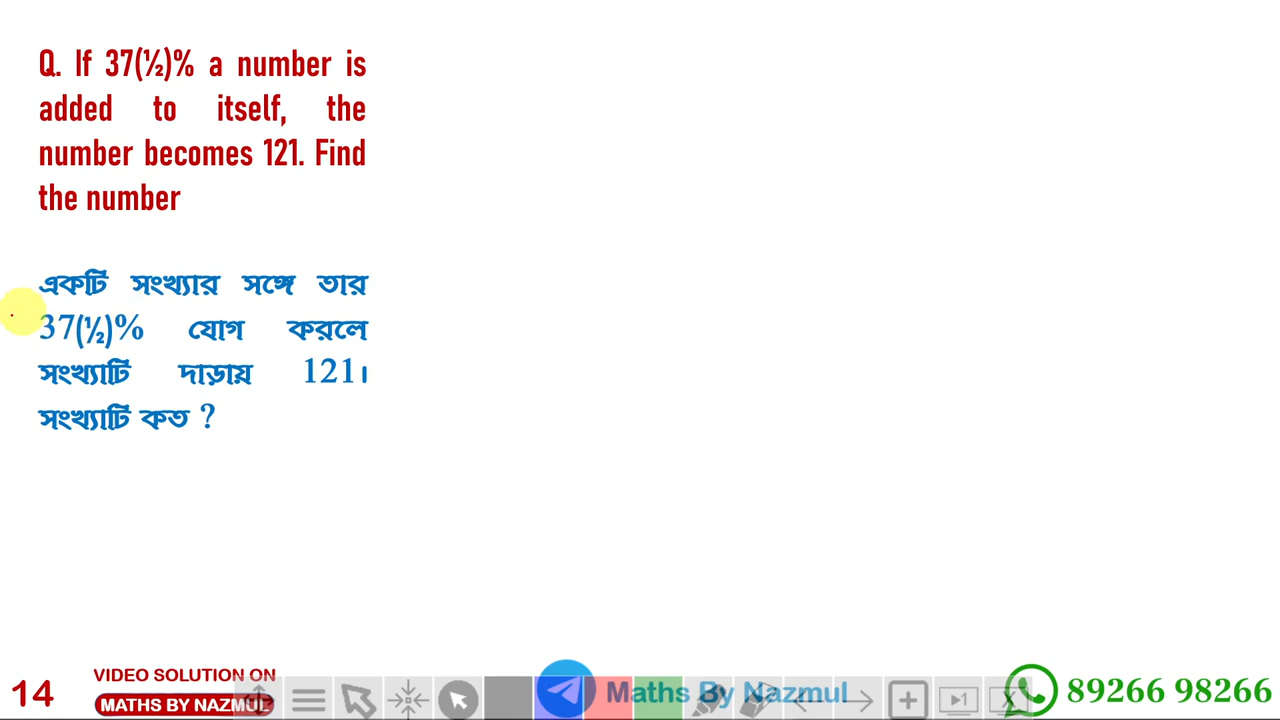 Q. If 37(½)% a number is
added to itself, the
number becomes 121. Find
the number
একটি সংখ্যার সঙ্গে তার
37(½)% যোগ করলে
সংখ্যাটি দাড়ায় 121।
সংখ্যাটি কত ?
14
VIDEO SOLUTION ON
MATHS BY NAZMUL
Maths By Nazmul
89266 98266